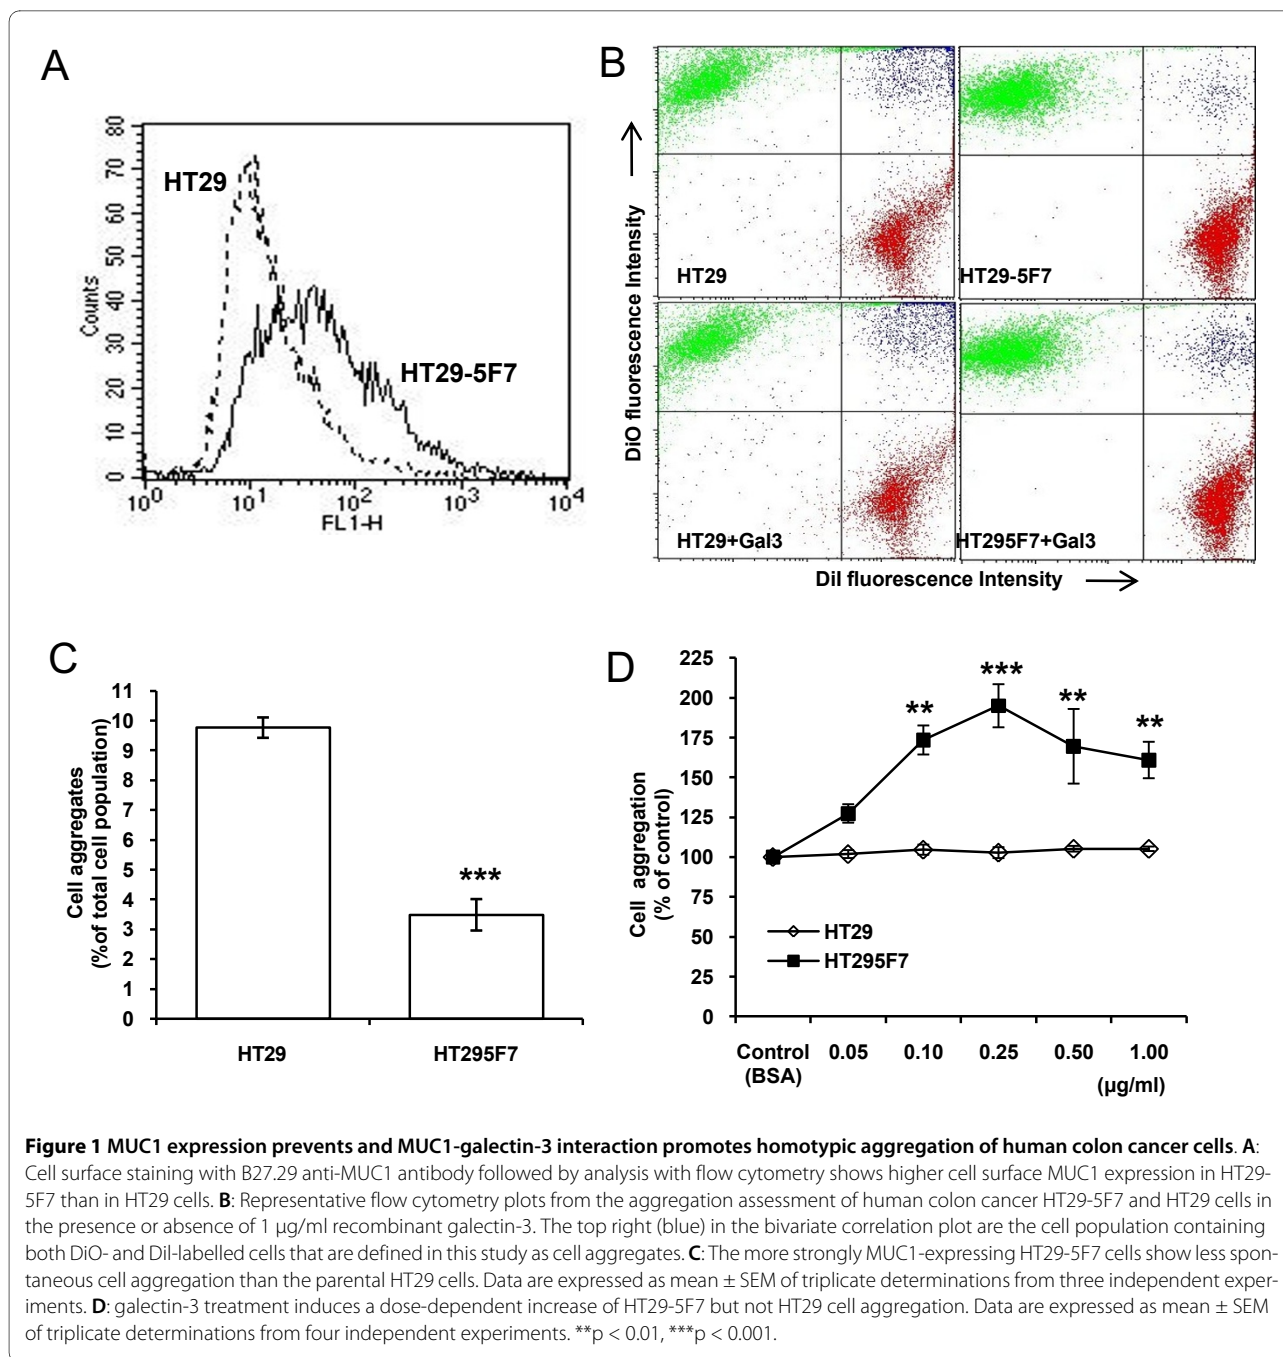 A
80
70
60
50
40
30
20
10
0
Counts
HT29
HT29-5F7
10⁰ 10¹ 10² 10³ 10⁴
FL1-H
B
DiO fluorescence Intensity
HT29
HT29-5F7
HT29+Gal3
HT295F7+Gal3
DiI fluorescence Intensity
C
Cell aggregates
(%of total cell population)
11
10
9
8
7
6
5
4
3
2
1
0
***
HT29 HT295F7
D
Cell aggregation
(% of control)
225
200
175
150
125
100
75
50
25
0
** *** ** **
HT29
HT295F7
Control 0.05 0.10 0.25 0.50 1.00
(BSA) (µg/ml)
Figure 1 MUC1 expression prevents and MUC1-galectin-3 interaction promotes homotypic aggregation of human colon cancer cells. A:
Cell surface staining with B27.29 anti-MUC1 antibody followed by analysis with flow cytometry shows higher cell surface MUC1 expression in HT29-
5F7 than in HT29 cells. B: Representative flow cytometry plots from the aggregation assessment of human colon cancer HT29-5F7 and HT29 cells in
the presence or absence of 1 µg/ml recombinant galectin-3. The top right (blue) in the bivariate correlation plot are the cell population containing
both DiO- and DiI-labelled cells that are defined in this study as cell aggregates. C: The more strongly MUC1-expressing HT29-5F7 cells show less spon-
taneous cell aggregation than the parental HT29 cells. Data are expressed as mean ± SEM of triplicate determinations from three independent exper-
iments. D: galectin-3 treatment induces a dose-dependent increase of HT29-5F7 but not HT29 cell aggregation. Data are expressed as mean ± SEM
of triplicate determinations from four independent experiments. **p < 0.01, ***p < 0.001.